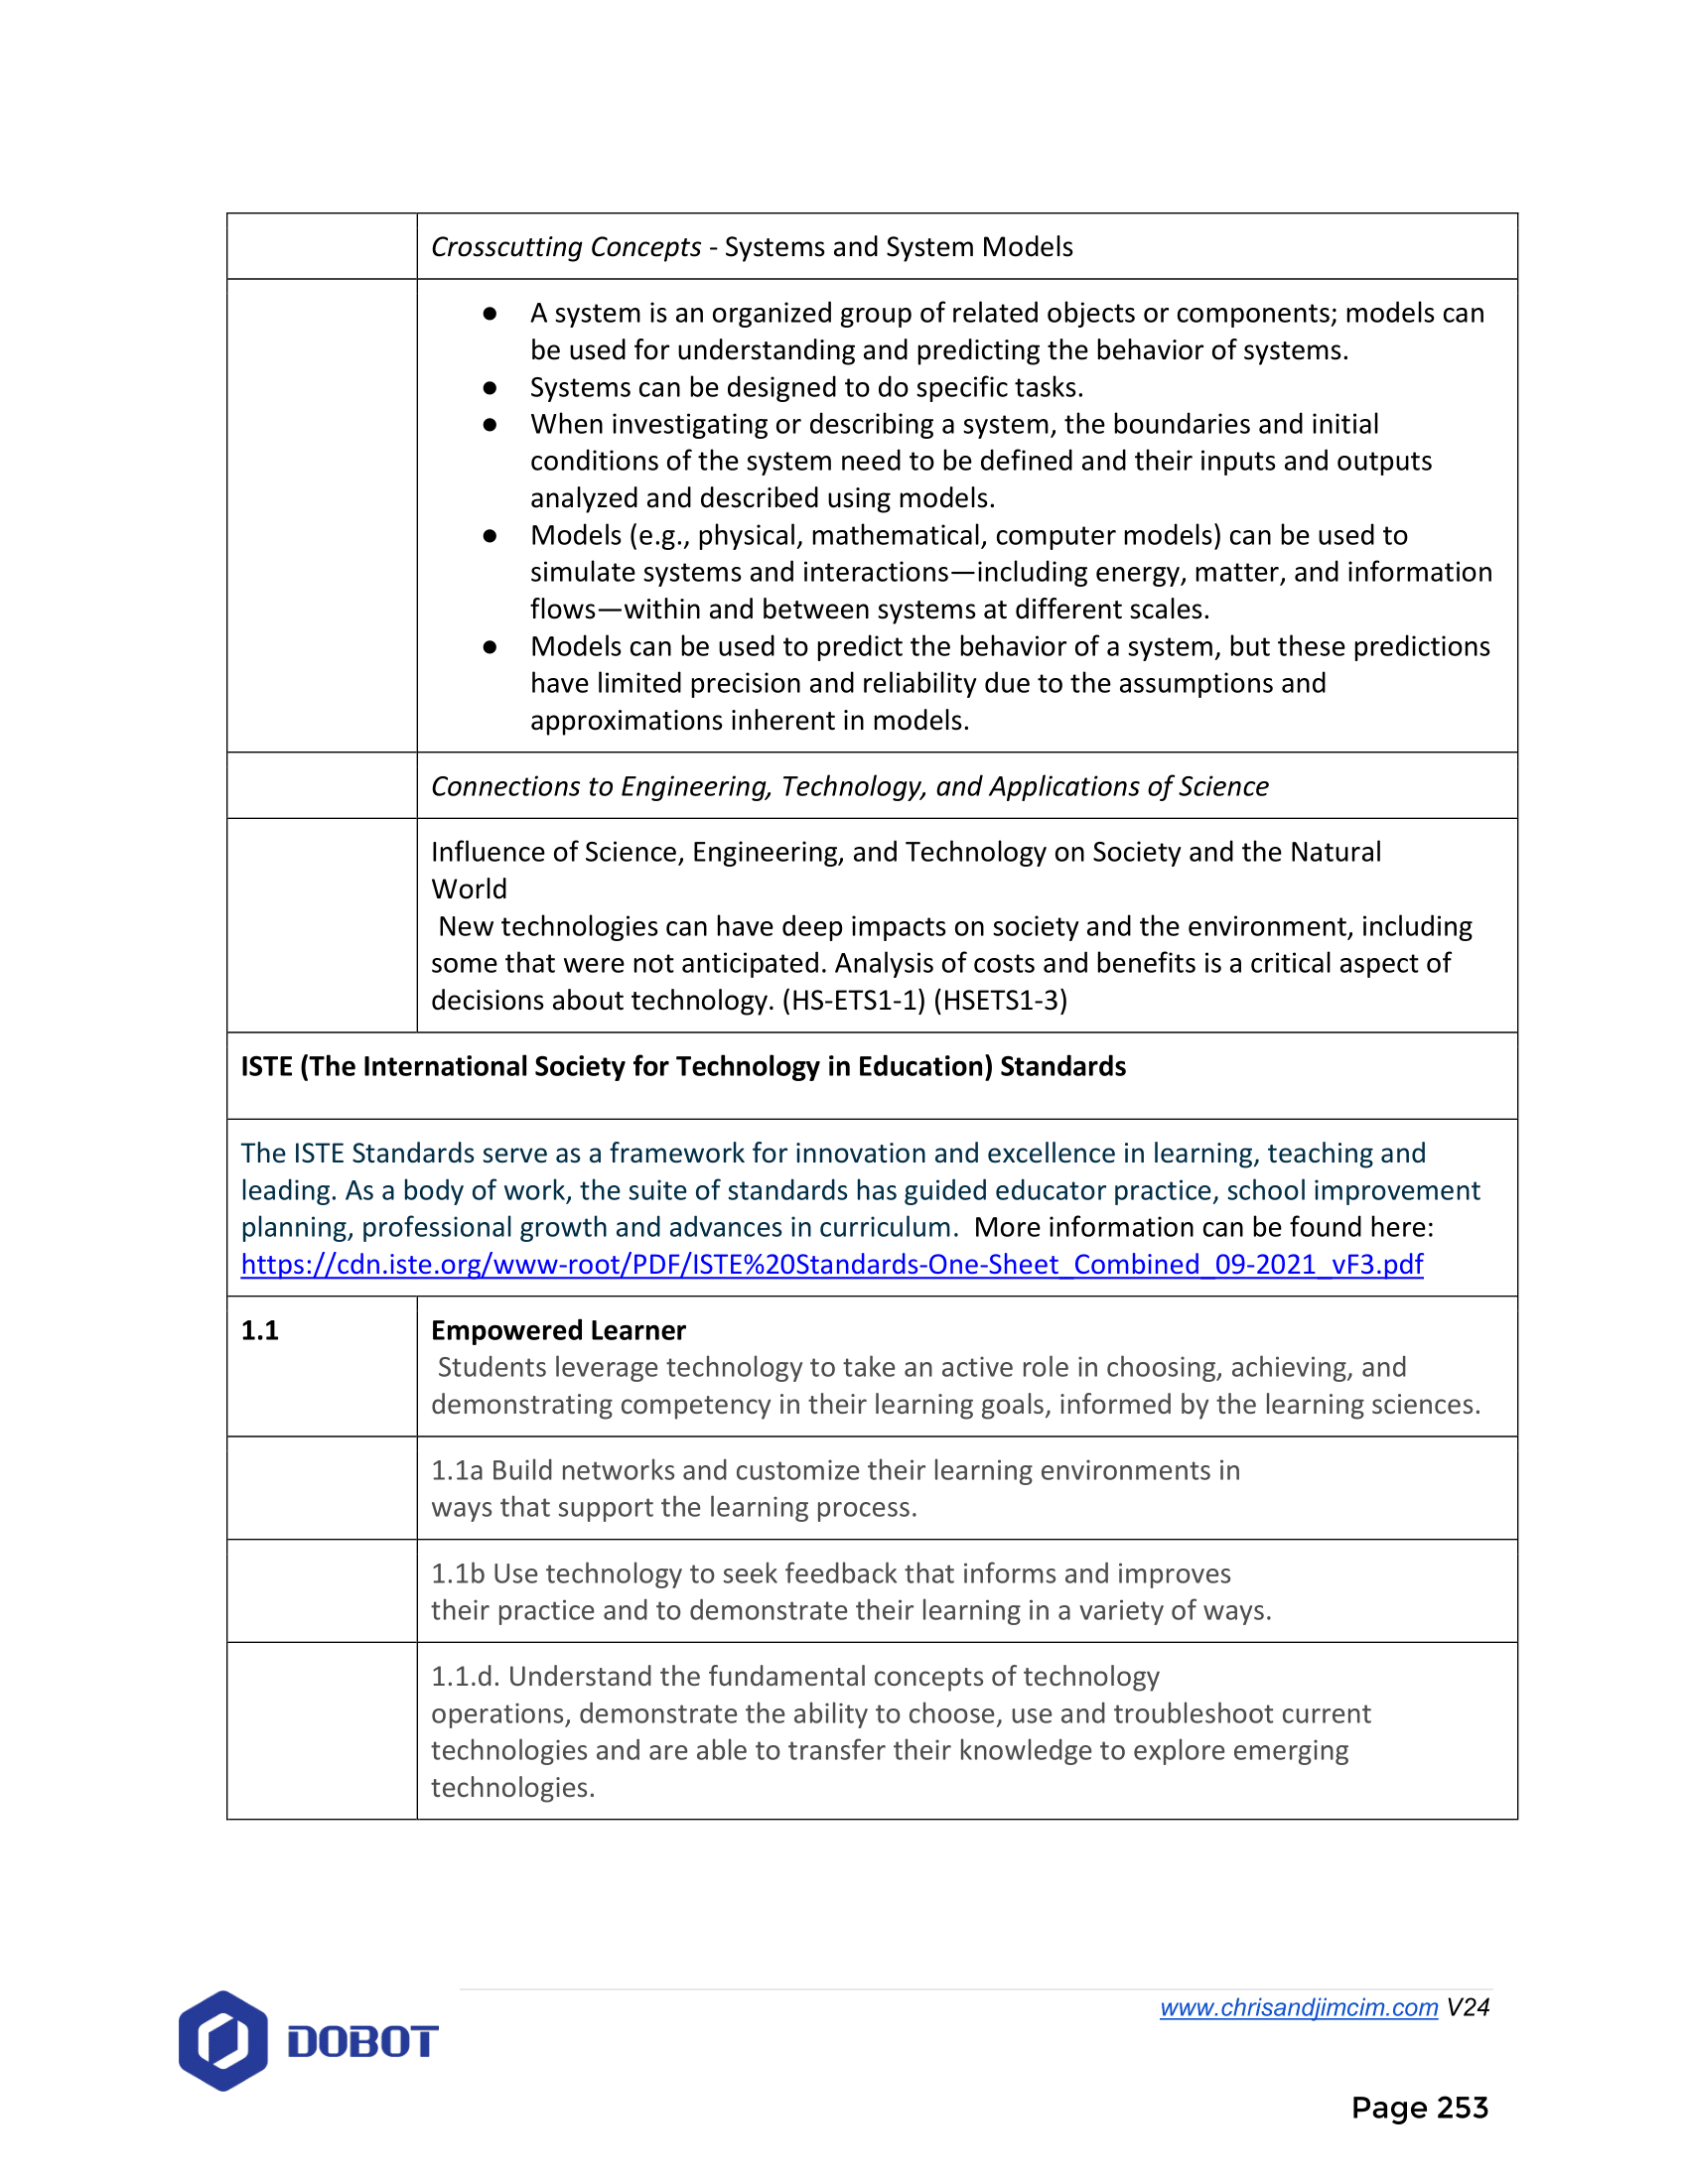 Crosscutting Concepts - Systems and System Models
● A system is an organized group of related objects or components; models can
be used for understanding and predicting the behavior of systems.
● Systems can be designed to do specific tasks.
● When investigating or describing a system, the boundaries and initial
conditions of the system need to be defined and their inputs and outputs
analyzed and described using models.
● Models (e.g., physical, mathematical, computer models) can be used to
simulate systems and interactions—including energy, matter, and information
flows—within and between systems at different scales.
● Models can be used to predict the behavior of a system, but these predictions
have limited precision and reliability due to the assumptions and
approximations inherent in models.
Connections to Engineering, Technology, and Applications of Science
Influence of Science, Engineering, and Technology on Society and the Natural
World
New technologies can have deep impacts on society and the environment, including
some that were not anticipated. Analysis of costs and benefits is a critical aspect of
decisions about technology. (HS-ETS1-1) (HSETS1-3)
ISTE (The International Society for Technology in Education) Standards
The ISTE Standards serve as a framework for innovation and excellence in learning, teaching and
leading. As a body of work, the suite of standards has guided educator practice, school improvement
planning, professional growth and advances in curriculum.  More information can be found here:
https://cdn.iste.org/www-root/PDF/ISTE%20Standards-One-Sheet_Combined_09-2021_vF3.pdf
1.1 Empowered Learner
Students leverage technology to take an active role in choosing, achieving, and
demonstrating competency in their learning goals, informed by the learning sciences.
1.1a Build networks and customize their learning environments in
ways that support the learning process.
1.1b Use technology to seek feedback that informs and improves
their practice and to demonstrate their learning in a variety of ways.
1.1.d. Understand the fundamental concepts of technology
operations, demonstrate the ability to choose, use and troubleshoot current
technologies and are able to transfer their knowledge to explore emerging
technologies.
www.chrisandjimcim.com V24
DOBOT
Page 253